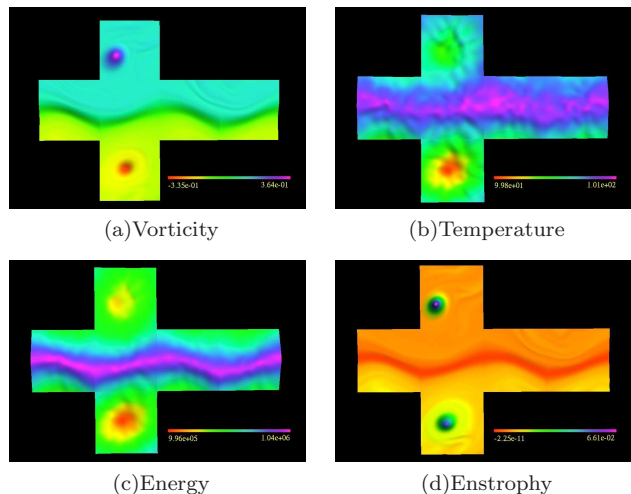 -3.35e-01 3.64e-01
9.98e+01 1.01e+02
(a)Vorticity
(b)Temperature
9.96e+05 1.04e+06
-2.25e-11 6.61e-02
(c)Energy
(d)Enstrophy